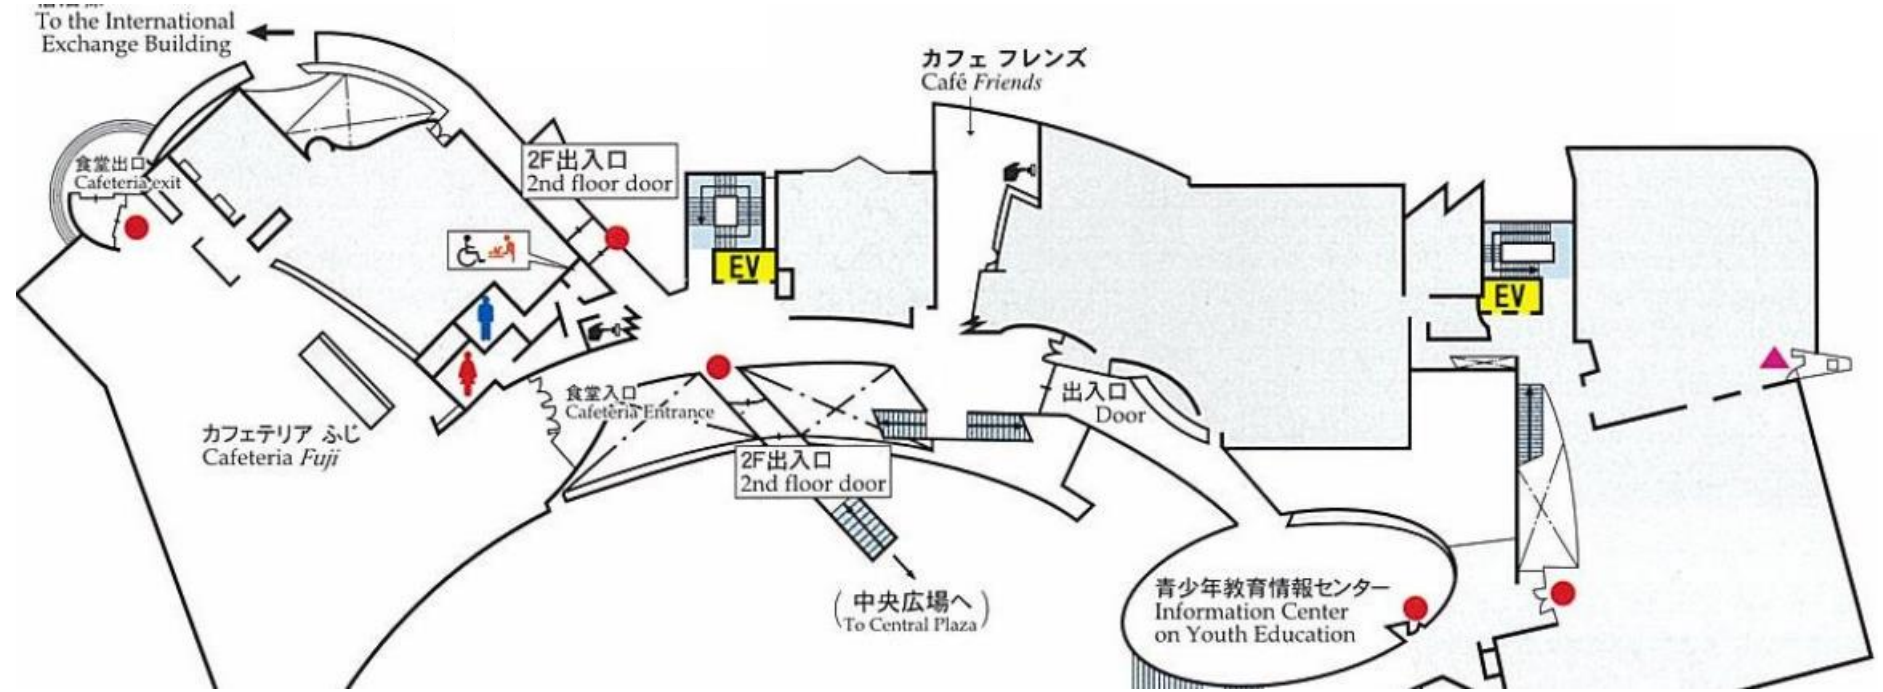 To the International
Exchange Building
カフェ フレンズ
Café Friends
食堂出口
Cafeteria exit
2F出入口
2nd floor door
EV
EV
食堂入口
Cafeteria Entrance
出入口
Door
カフェテリア ふじ
Cafeteria Fuji
2F出入口
2nd floor door
(中央広場へ
To Central Plaza)
青少年教育情報センター
Information Center
on Youth Education